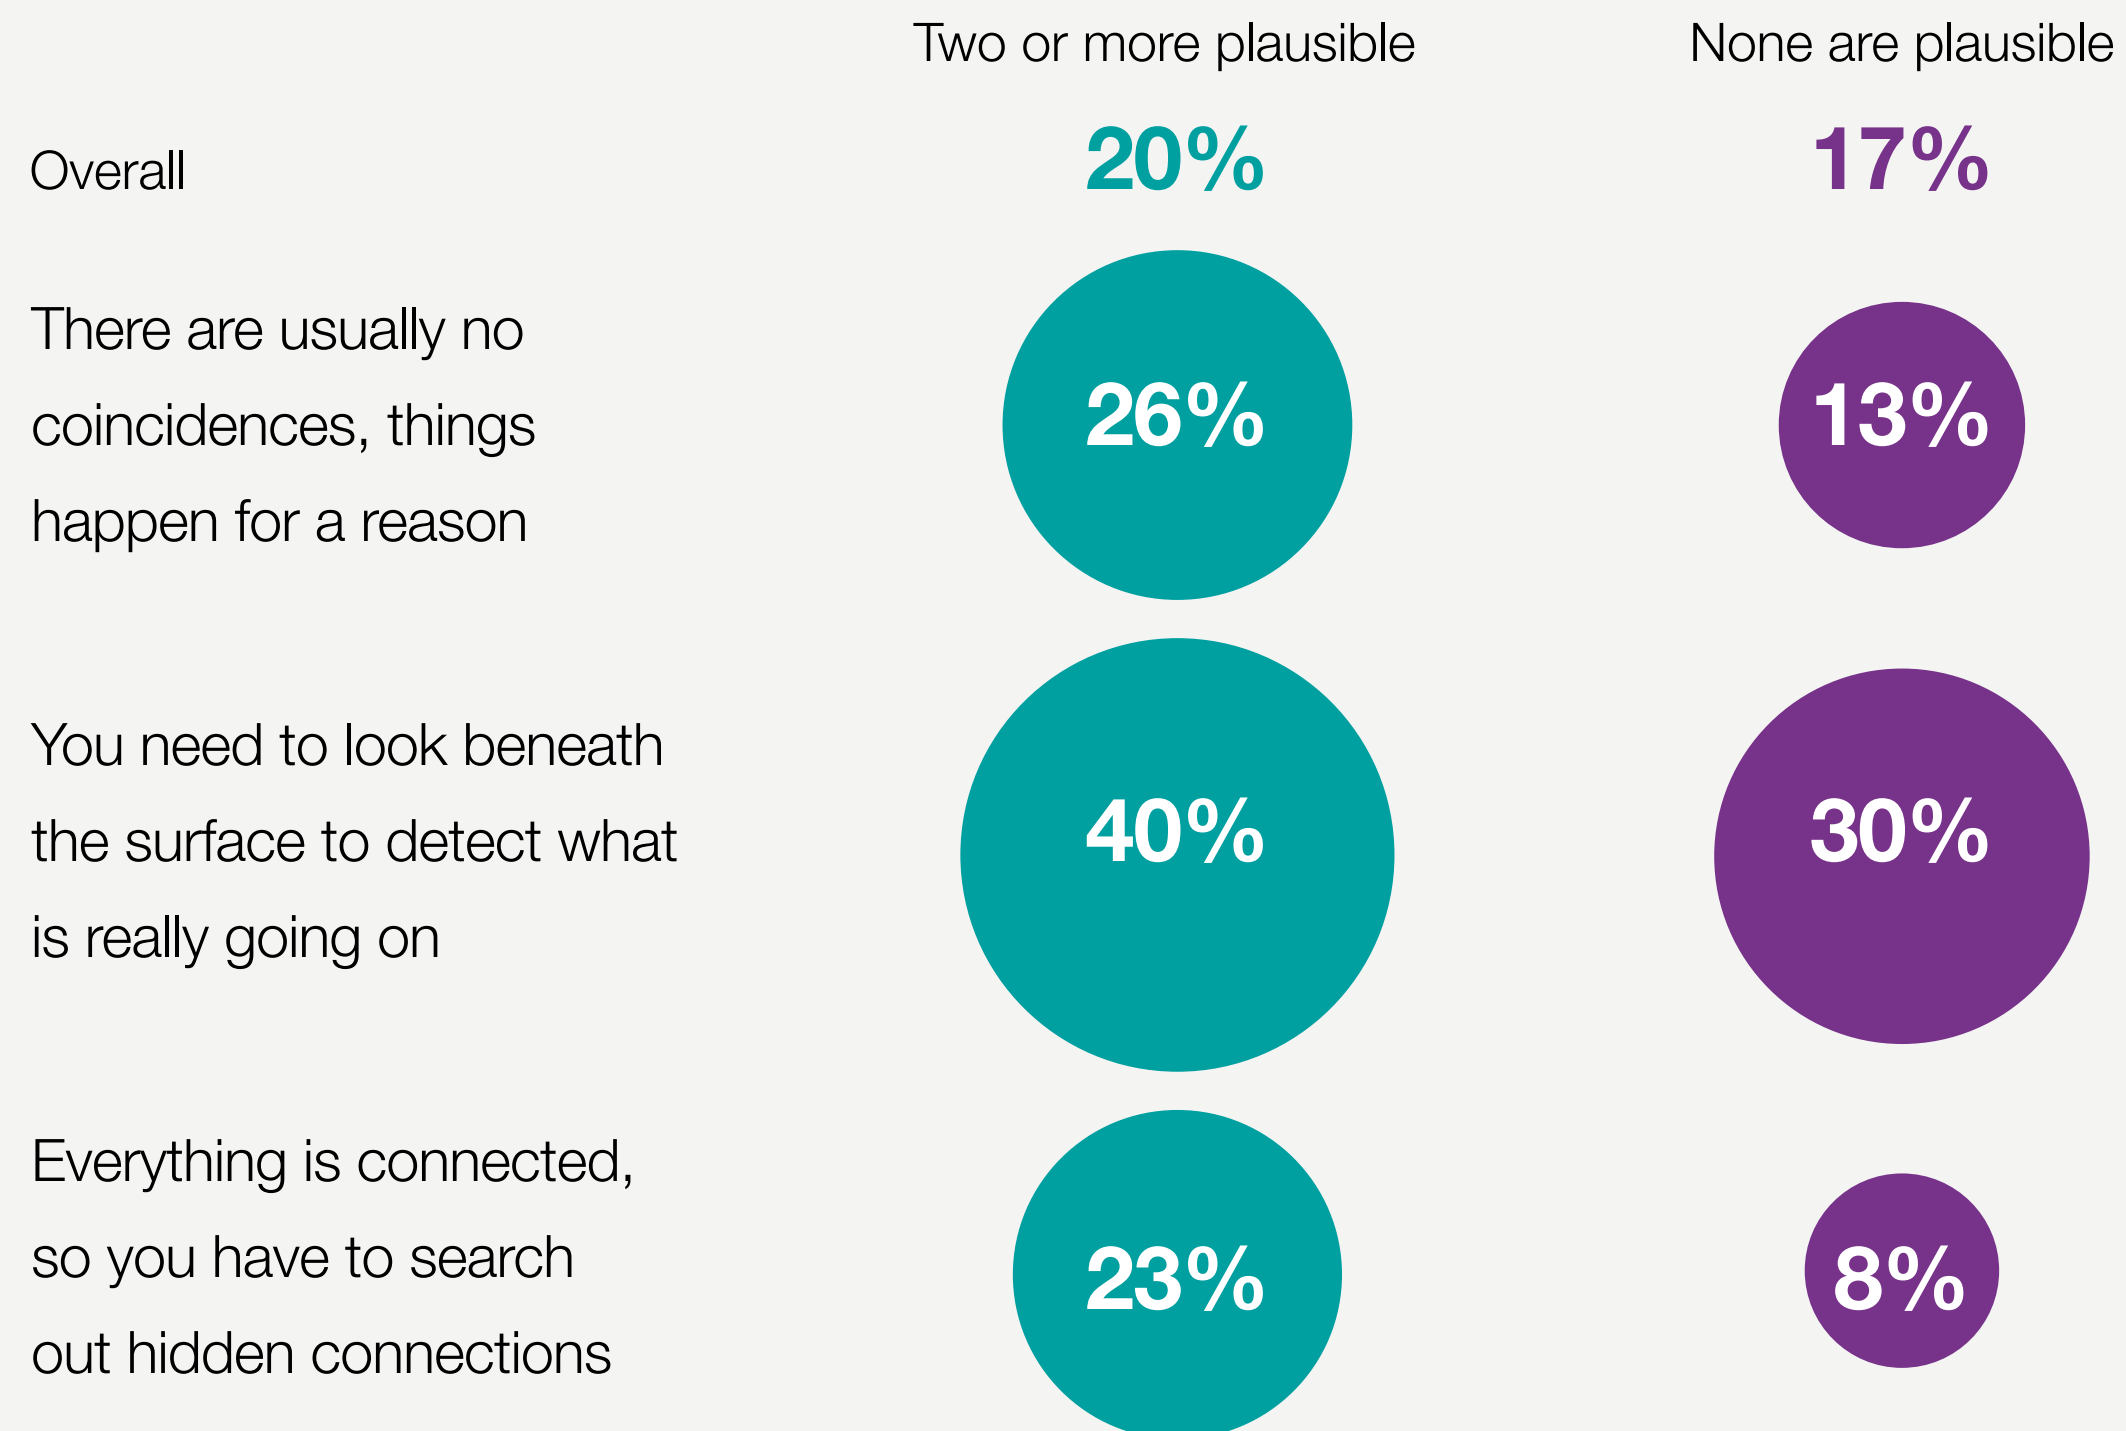 Two or more plausible None are plausible
Overall 20% 17%
There are usually no
coincidences, things 26% 13%
happen for a reason
You need to look beneath
the surface to detect what 40% 30%
is really going on
Everything is connected,
so you have to search 23% 8%
out hidden connections